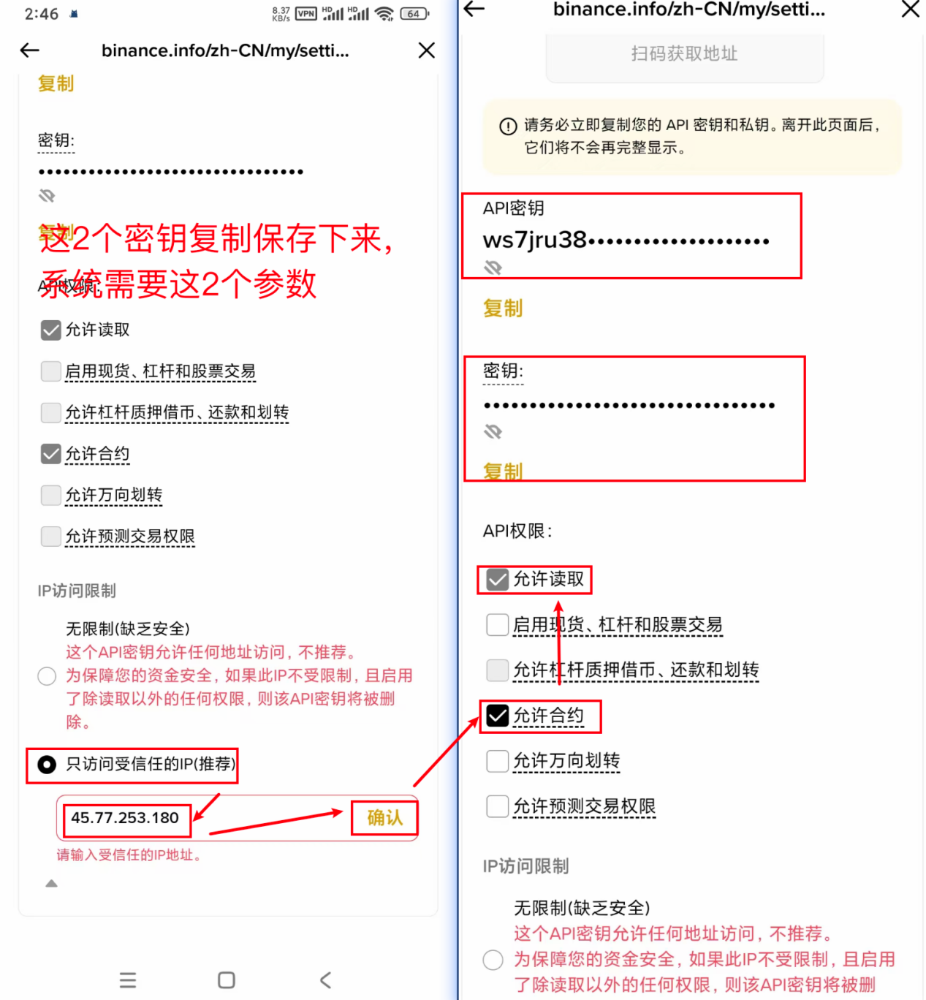 2:46
8.37 KB/s VPN HD HD 64
binance.info/zh-CN/my/setti...
复制
密钥:
••••••••••••••••••••••••••••••••
复制
这2个密钥复制保存下来,
系统需要这2个参数
API权限:
允许读取
启用现货、杠杆和股票交易
允许杠杆质押借币、还款和划转
允许合约
允许万向划转
允许预测交易权限
IP访问限制
无限制(缺乏安全)
这个API密钥允许任何地址访问, 不推荐。
为保障您的资金安全, 如果此IP不受限制, 且启用
了除读取以外的任何权限, 则该API密钥将被删
除。
只访问受信任的IP(推荐)
45.77.253.180
确认
请输入受信任的IP地址。
binance.info/zh-CN/my/setti...
扫码获取地址
请务必立即复制您的 API 密钥和私钥。离开此页面后,
它们将不会再完整显示。
API密钥
ws7jru38••••••••••••••••••••
复制
密钥:
••••••••••••••••••••••••••••••••
复制
API权限:
允许读取
启用现货、杠杆和股票交易
允许杠杆质押借币、还款和划转
允许合约
允许万向划转
允许预测交易权限
IP访问限制
无限制(缺乏安全)
这个API密钥允许任何地址访问, 不推荐。
为保障您的资金安全, 如果此IP不受限制, 且启用
了除读取以外的任何权限, 则该API密钥将被删